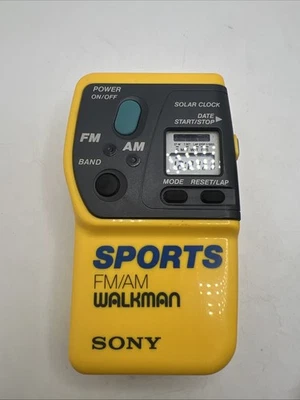 POWER
ON/OFF
SOLAR CLOCK
DATE
START/STOP ▶
FM
AM
BAND
MODE RESET/LAP
SPORTS
FM/AM
WALKMAN
SONY